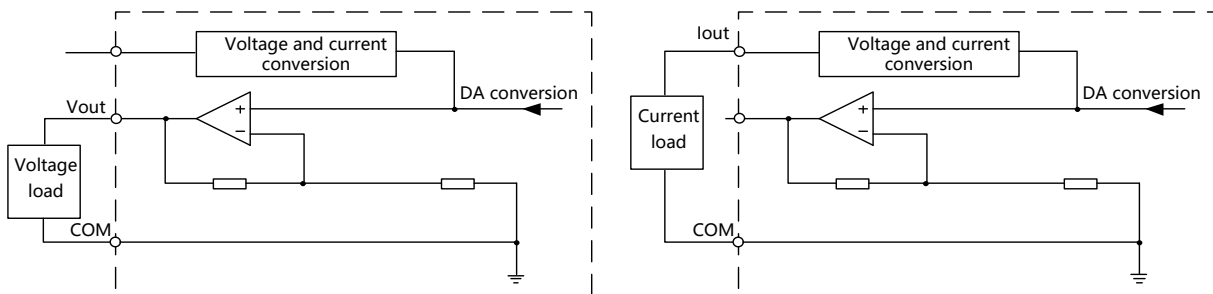 Voltage and current
conversion
Vout
+
−
DA conversion
Voltage
load
COM
Iout
Voltage and current
conversion
+
−
DA conversion
Current
load
COM